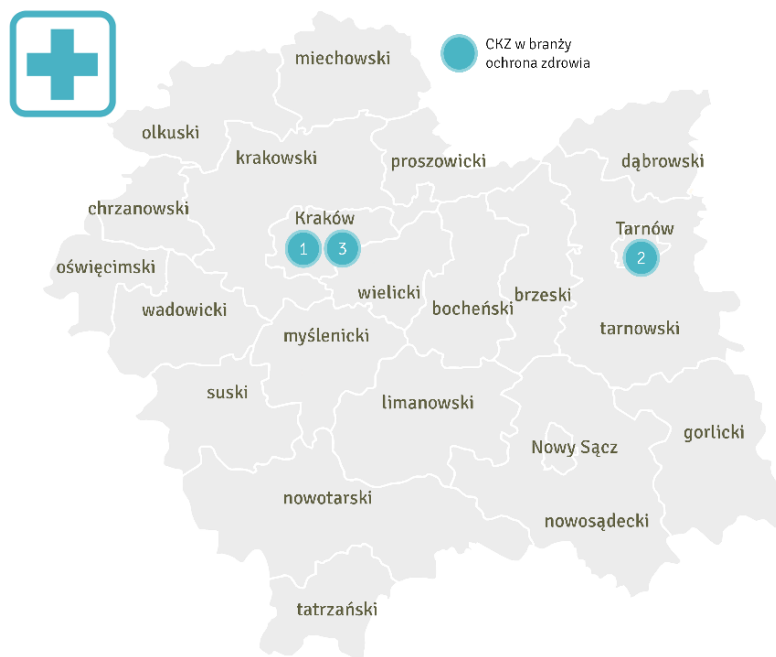 CKZ w branży
ochrona zdrowia
miechowski
olkuski
krakowski
proszowicki
dąbrowski
chrzanowski
Kraków
1
3
Tarnów
2
oświęcimski
wadowicki
wielicki
bocheński
brzeski
tarnowski
myślenicki
suski
limanowski
gorlicki
Nowy Sącz
nowotarski
nowosądecki
tatrzański